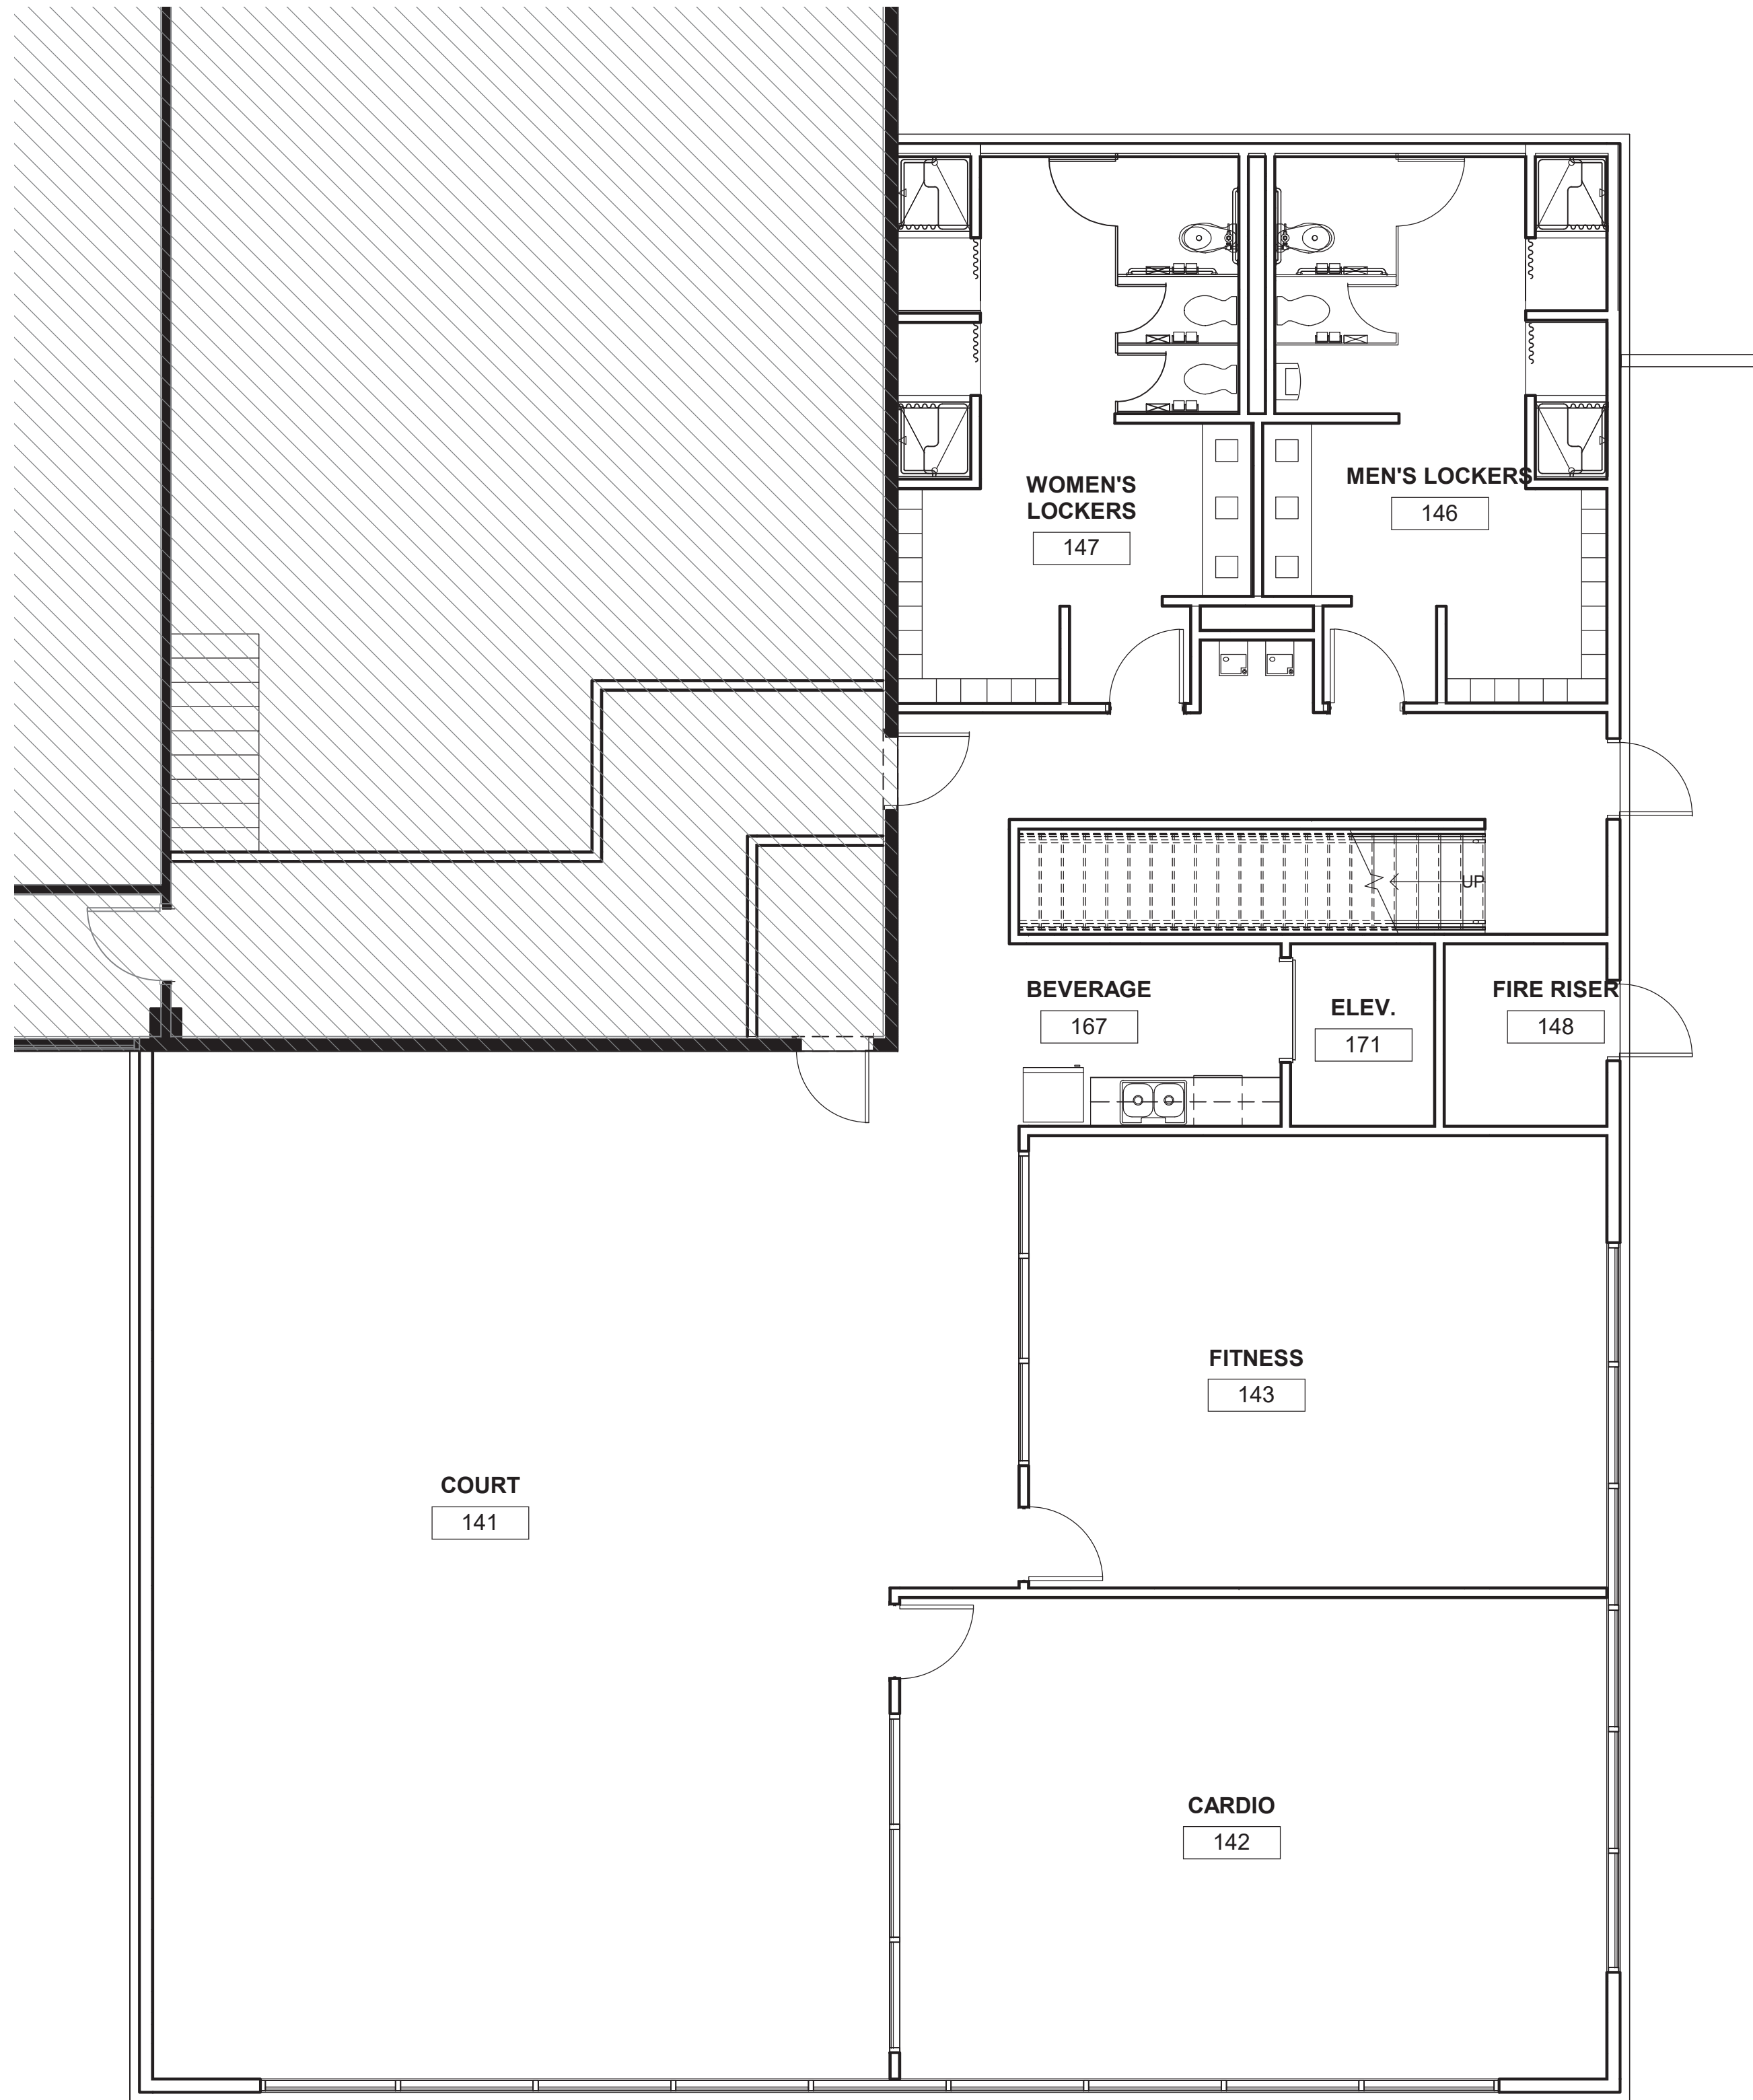 WOMEN'S
LOCKERS
147
MEN'S LOCKERS
146
UP
BEVERAGE
167
ELEV.
171
FIRE RISER
148
FITNESS
143
COURT
141
CARDIO
142